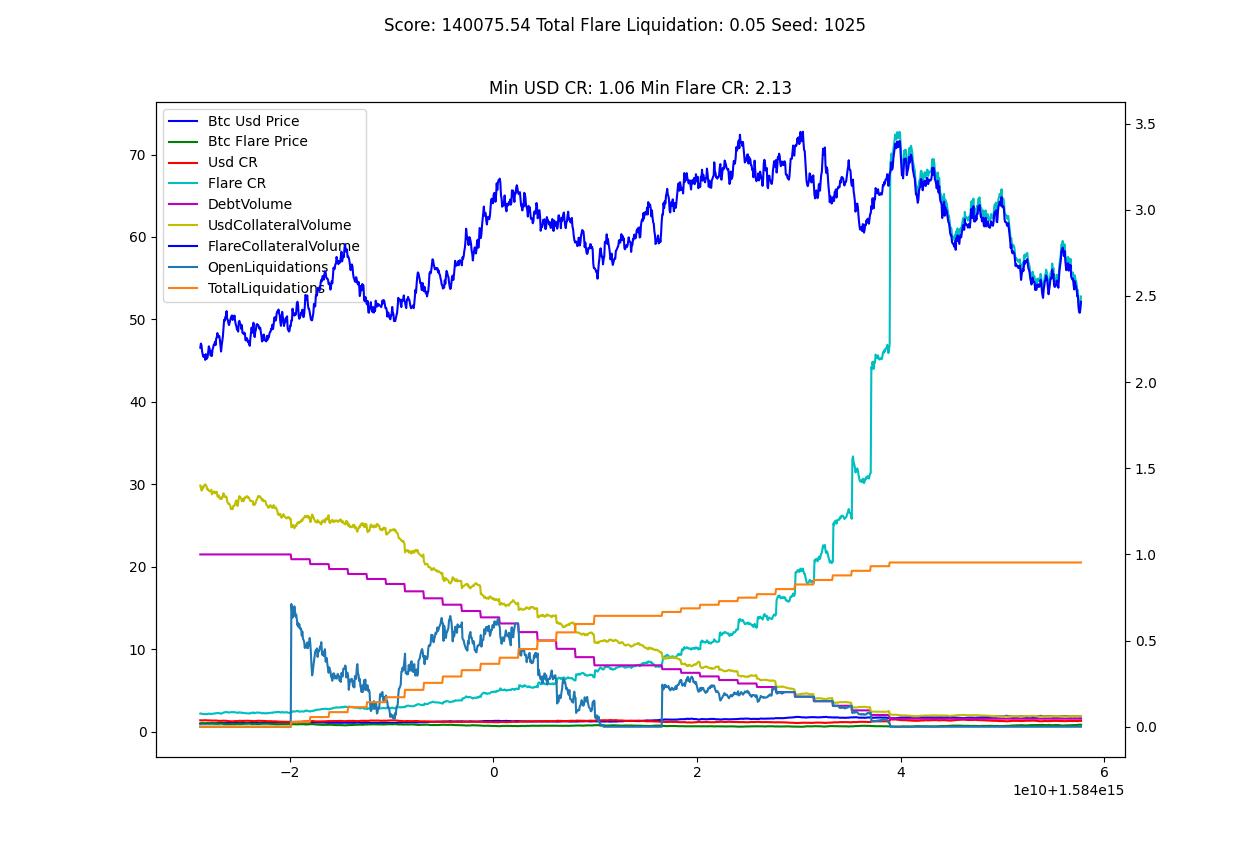 Score: 140075.54 Total Flare Liquidation: 0.05 Seed: 1025
Min USD CR: 1.06 Min Flare CR: 2.13
Btc Usd Price
Btc Flare Price
Usd CR
Flare CR
DebtVolume
UsdCollateralVolume
FlareCollateralVolume
OpenLiquidations
TotalLiquidations
70
60
50
40
30
20
10
0
3.5
3.0
2.5
2.0
1.5
1.0
0.5
0.0
−2 0 2 4 6
1e10+1.584e15